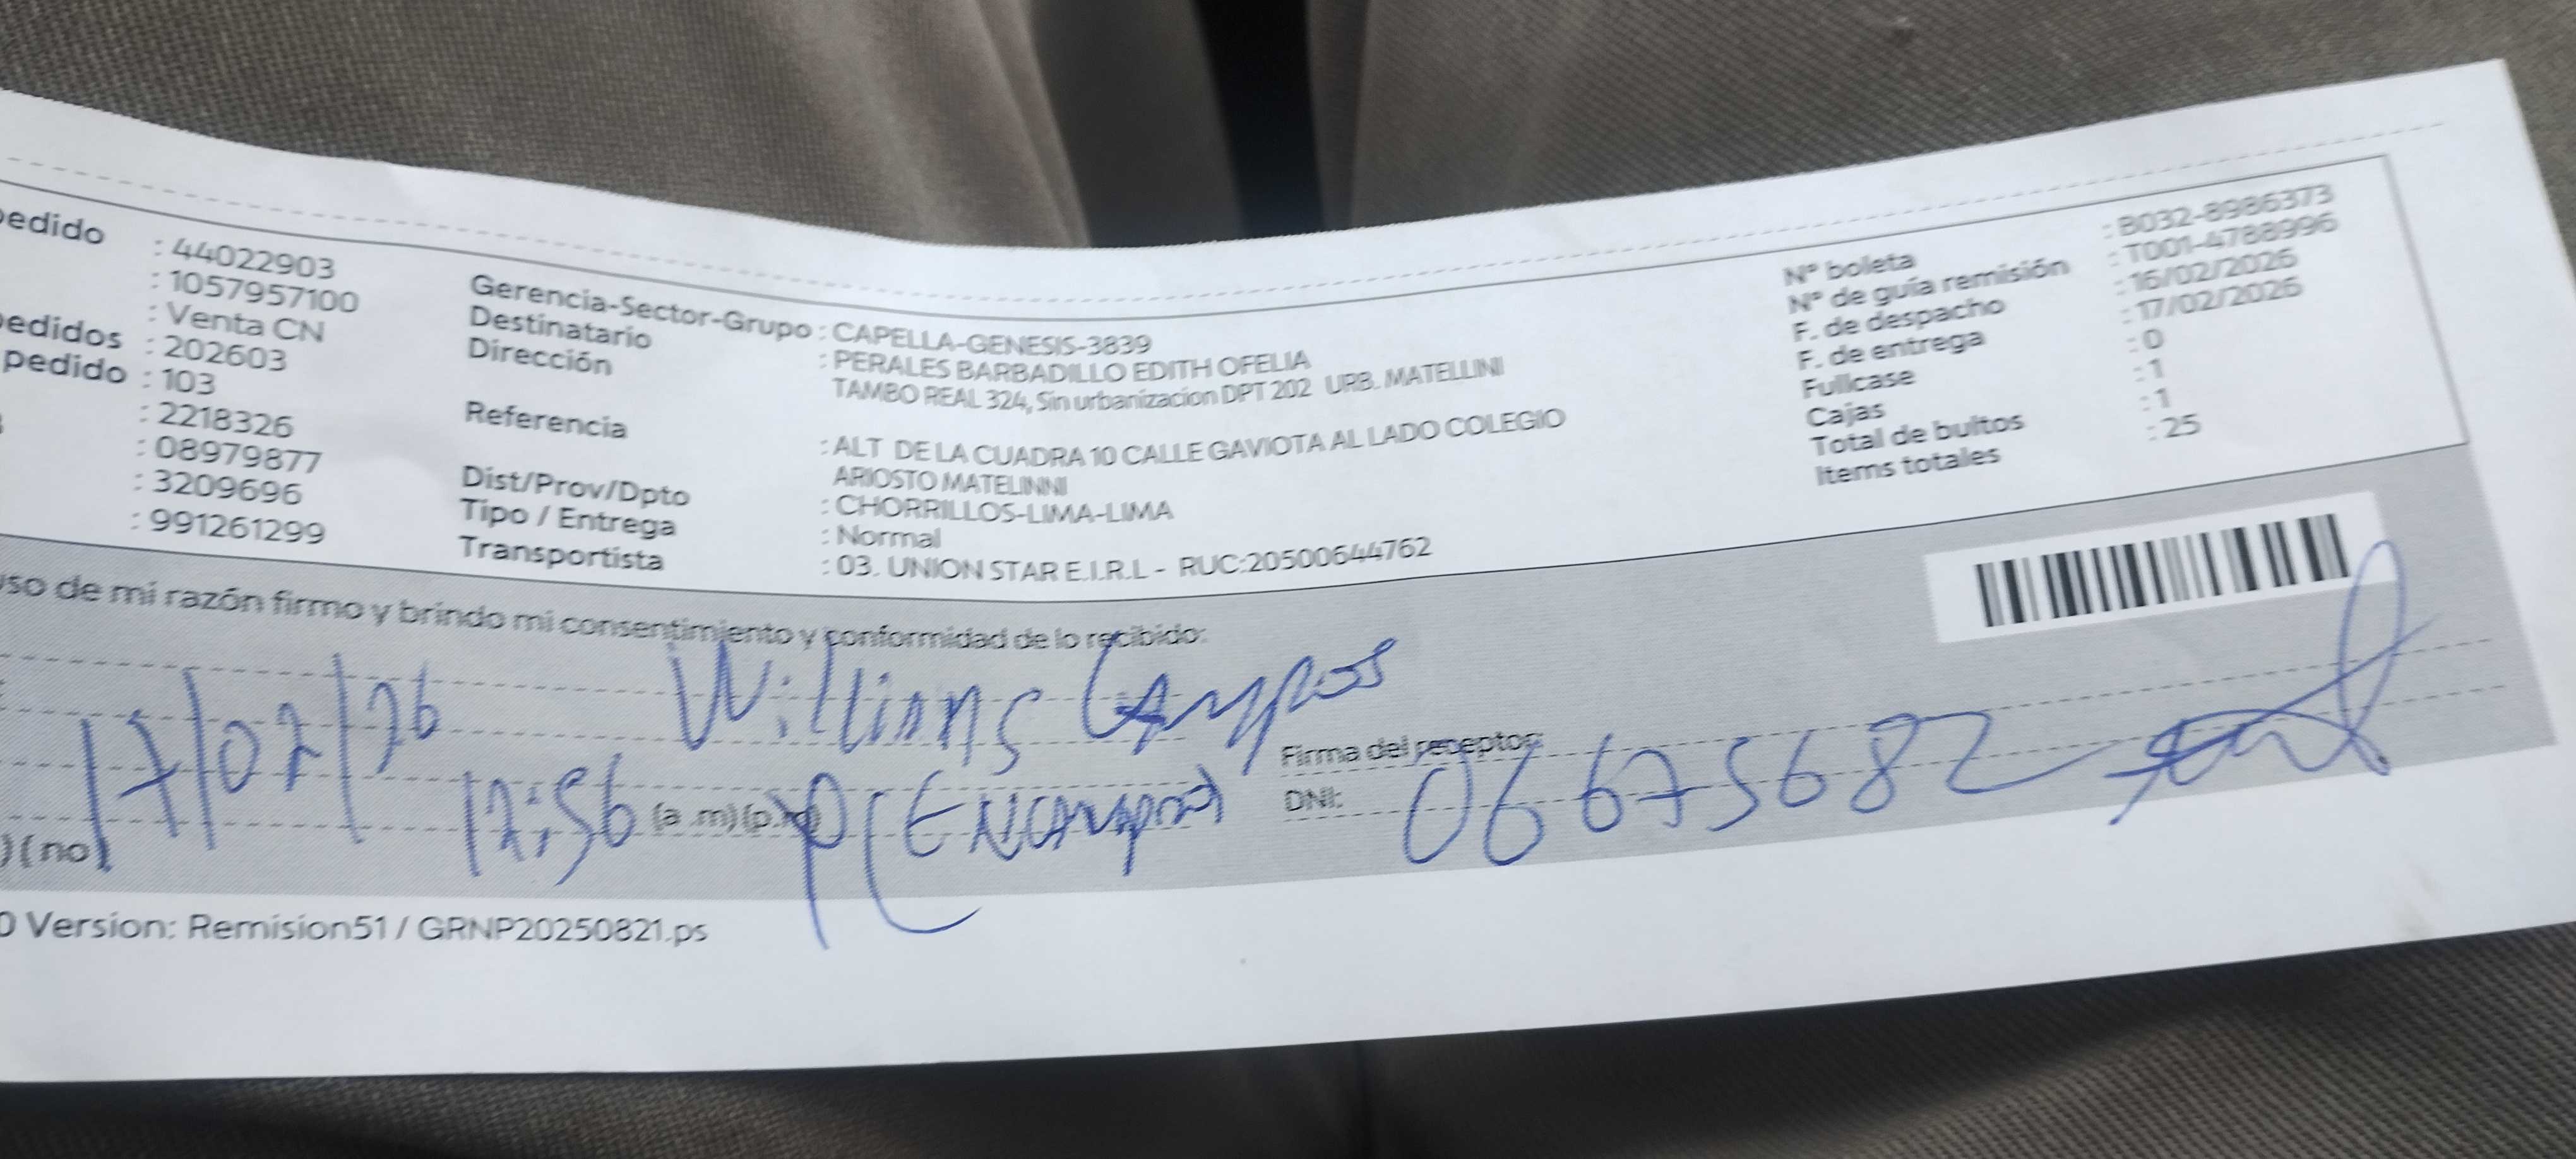 pedido : 44022903
: 1057957100
: Venta CN
pedidos : 202603
pedido : 103
: 2218326
: 08979877
: 3209696
: 991261299
Gerencia-Sector-Grupo : CAPELLA-GENESIS-3839
Destinatario : PERALES BARBADILLO EDITH OFELIA
Dirección TAMBO REAL 324, Sin urbanizacion DPT 202 URB. MATELLINI
Referencia : ALT DE LA CUADRA 10 CALLE GAVIOTA AL LADO COLEGIO
ARIOSTO MATELINNI
Dist/Prov/Dpto : CHORRILLOS-LIMA-LIMA
Tipo / Entrega : Normal
Transportista : 03. UNION STAR E.I.R.L - RUC:20500644762
Nº boleta : B032-8986373
Nº de guía remisión : T001-4788996
F. de despacho : 16/02/2026
F. de entrega : 17/02/2026
Fullcase : 0
Cajas : 1
Total de bultos : 1
Items totales : 25
uso de mi razón firmo y brindo mi consentimiento y conformidad de lo recibido:
17/02/26 Willians Campos
Firma del receptor:
12:56 (a .m)(p.m)
DNI: 06675682
)(no)
0 Version: Remision51 / GRNP20250821.ps